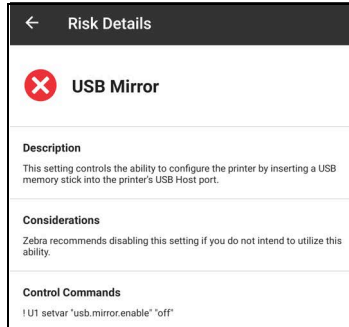 Risk Details
USB Mirror
Description
This setting controls the ability to configure the printer by inserting a USB
memory stick into the printer's USB Host port.
Considerations
Zebra recommends disabling this setting if you do not intend to utilize this
ability.
Control Commands
! U1 setvar "usb.mirror.enable" "off"